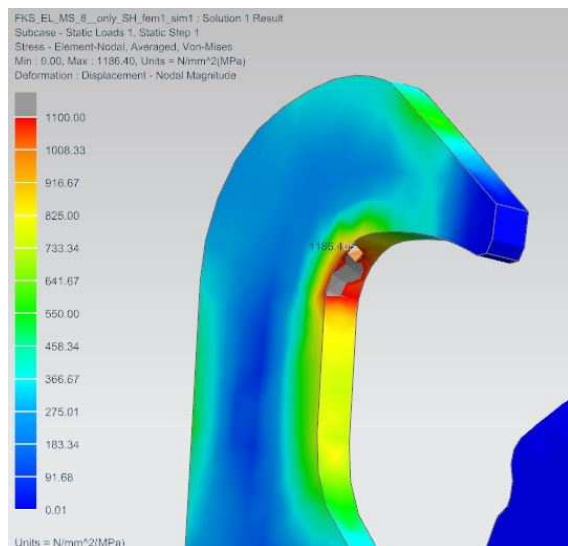 FKS_EL_MS_8__only_SH_fem1_sim1 : Solution 1 Result
Subcase - Static Loads 1, Static Step 1
Stress - Element-Nodal, Averaged, Von-Mises
Min : 0.00, Max : 1186.40, Units = N/mm^2(MPa)
Deformation : Displacement - Nodal Magnitude
1100.00
1008.33
916.67
825.00
733.34
641.67
550.00
458.34
366.67
275.01
183.34
91.68
0.01
Units = N/mm^2(MPa)